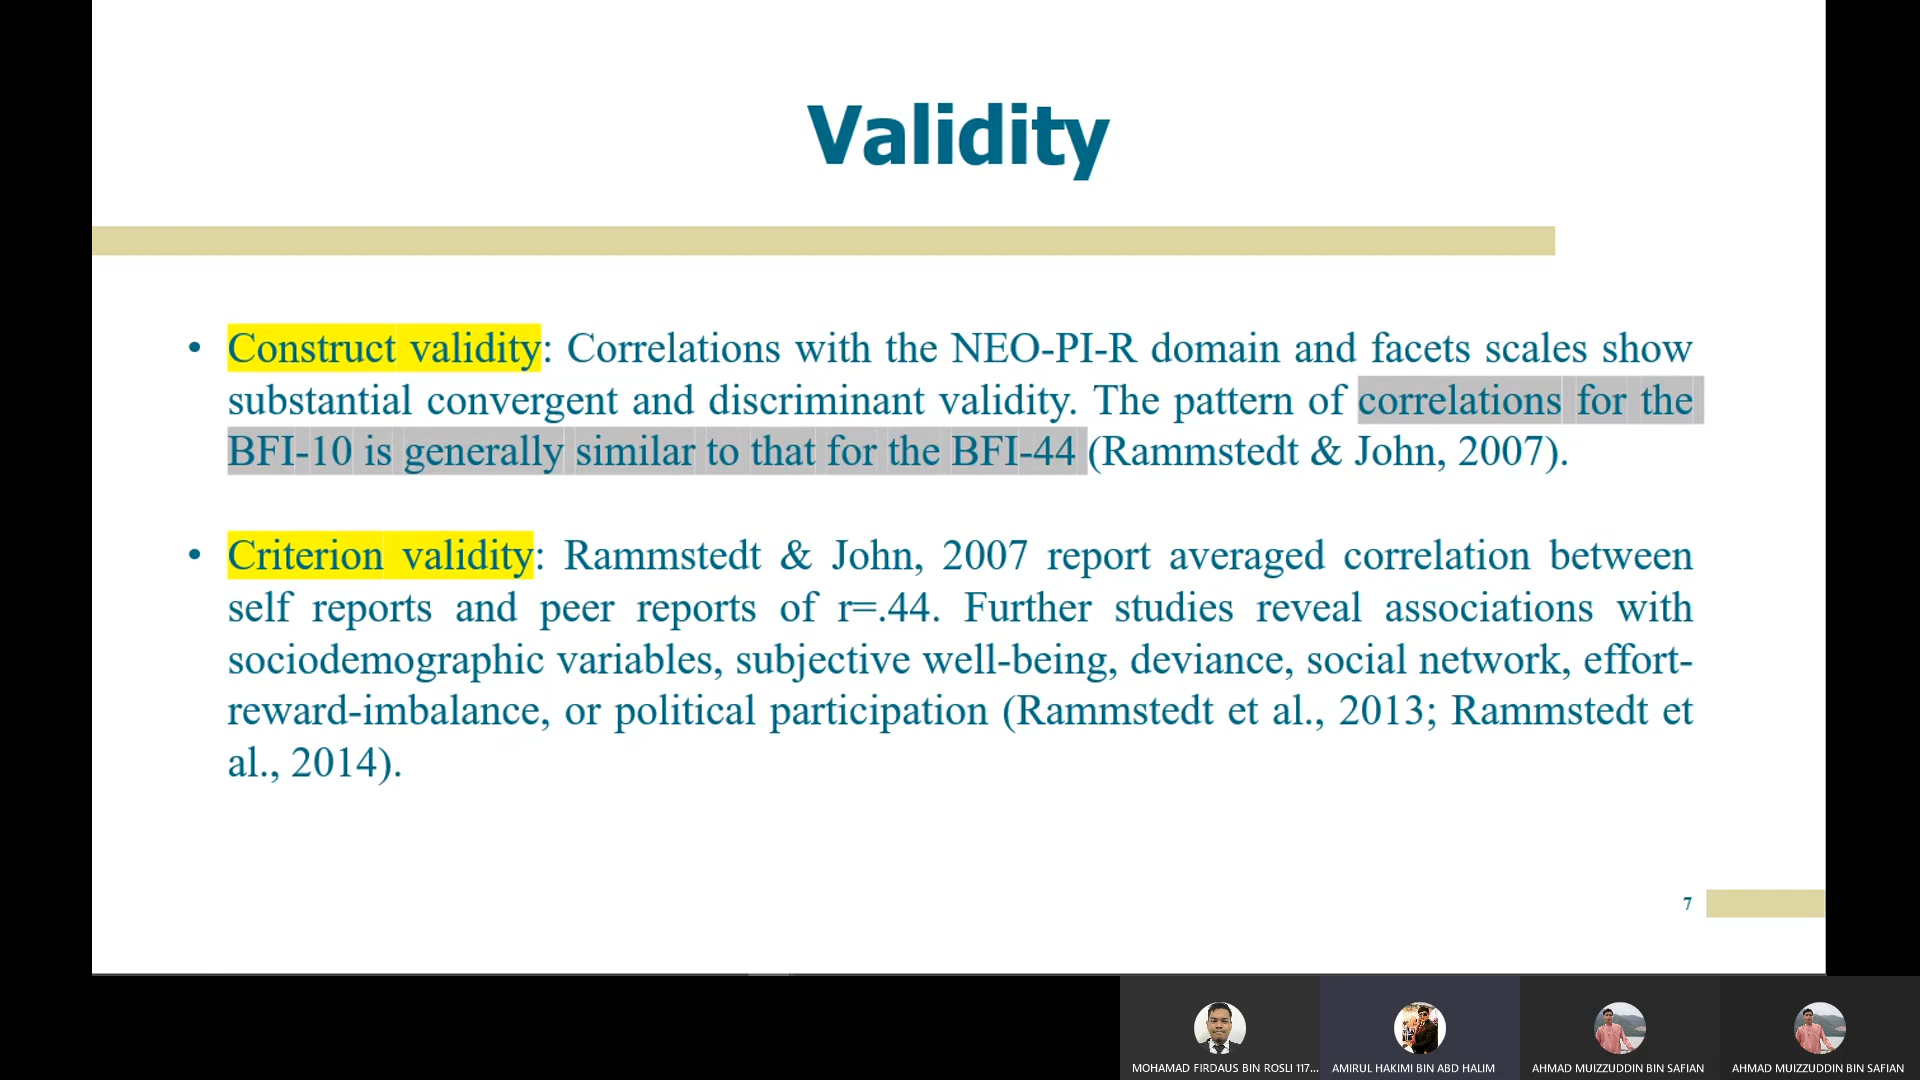 Validity
• Construct validity: Correlations with the NEO-PI-R domain and facets scales show
substantial convergent and discriminant validity. The pattern of correlations for the
BFI-10 is generally similar to that for the BFI-44 (Rammstedt & John, 2007).
• Criterion validity: Rammstedt & John, 2007 report averaged correlation between
self reports and peer reports of r=.44. Further studies reveal associations with
sociodemographic variables, subjective well-being, deviance, social network, effort-
reward-imbalance, or political participation (Rammstedt et al., 2013; Rammstedt et
al., 2014).
7
MOHAMAD FIRDAUS BIN ROSLI 117...
AMIRUL HAKIMI BIN ABD HALIM
AHMAD MUIZZUDDIN BIN SAFIAN
AHMAD MUIZZUDDIN BIN SAFIAN